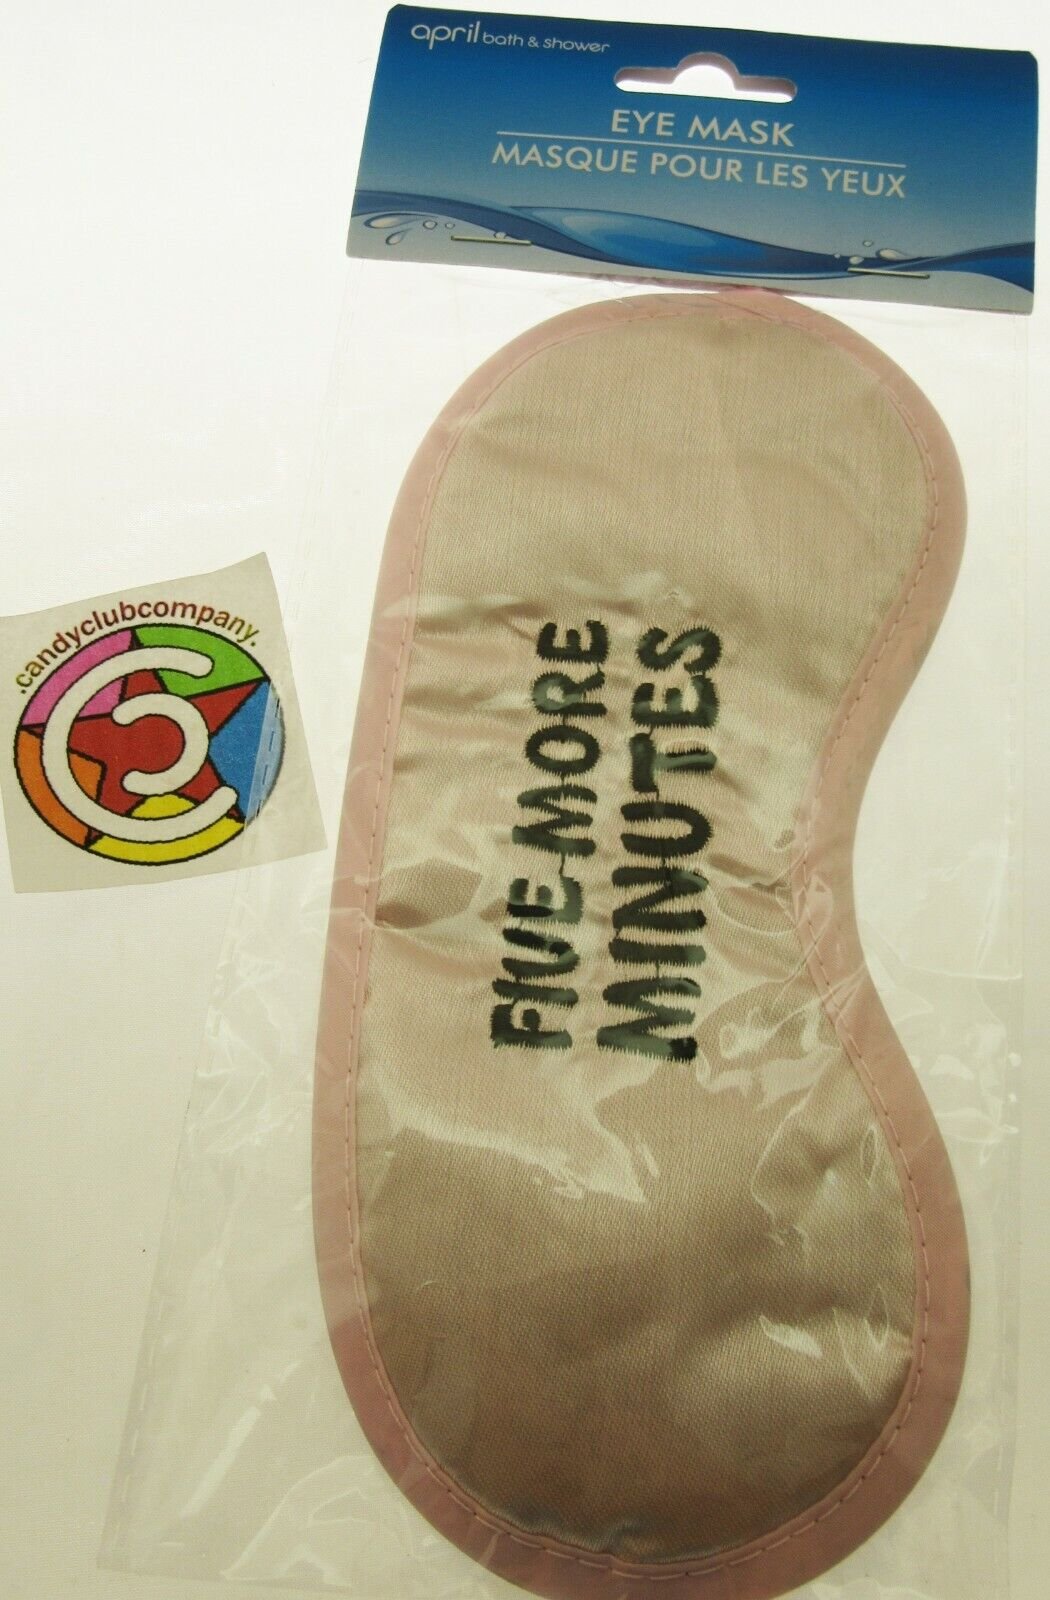 april bath & shower
EYE MASK
MASQUE POUR LES YEUX
.candyclubcompany.
FIVE MORE
MINUTES